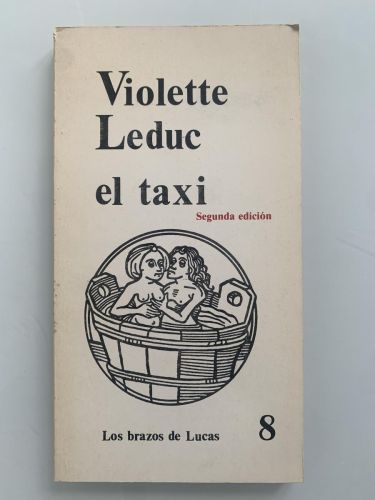 Violette
Leduc
el taxi
Segunda edición
Los brazos de Lucas
8